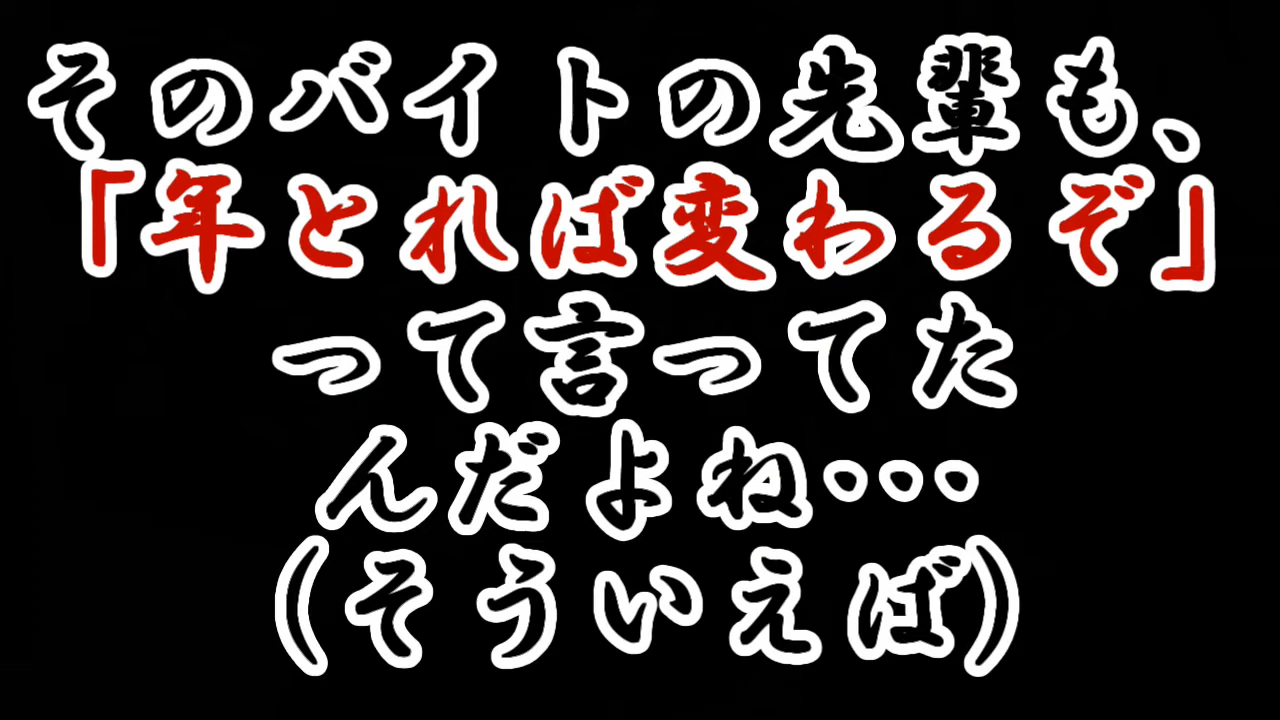 そのバイトの先輩も、
「年とれば変わるぞ」
って言ってた
んだよね…
(そういえば)